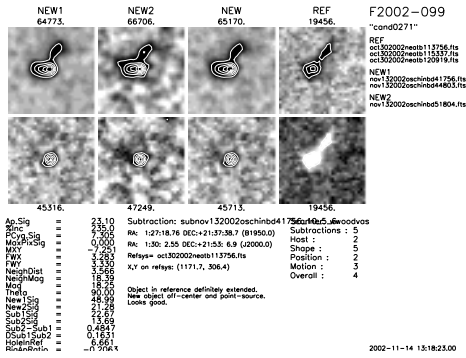 NEW1 NEW2 NEW REF
64773. 66706. 65170. 19456.
F2002-099
"cand0271"
REF
oct302002neatb113756.fts
oct302002neatb115337.fts
oct302002neatb120919.fts
NEW1
nov132002oschinbd41756.fts
nov132002oschinbd44803.fts
NEW2
nov132002oschinbd51804.fts
45316. 47249. 45713. 19456.
Ap.Sig = 23.10
%Inc = 235.0
PCyg.Sig = 7.305
MaxPixSig = 0.000
MXY = -7.251
FWX = 3.283
FWY = 3.330
NeighDist = 3.566
NeighMag = 18.39
Mag = 18.25
Theta = 90.00
New1Sig = 48.99
New2Sig = 21.28
Sub1Sig = 22.67
Sub2Sig = 13.69
Sub2-Sub1 = 0.4847
DSub1Sub2 = 0.1631
HoleInRef = 6.661
BigApRatio = -0.2063
Subtraction: subnov132002oschinbd41756
RA: 1:27:18.76 DEC:+21:37:38.7 (B1950.0)
RA: 1:30: 2.55 DEC:+21:53: 6.9 (J2000.0)
Refsys= oct302002neatb113756.fts
X,Y on refsys: (1171.7, 306.4)
Object in reference definitely extended.
New object off-center and point-source.
Looks good.
Subtractions : 5
Host : 2
Shape : 5
Position : 2
Motion : 3
Overall : 4
2002-11-14 13:18:23.00